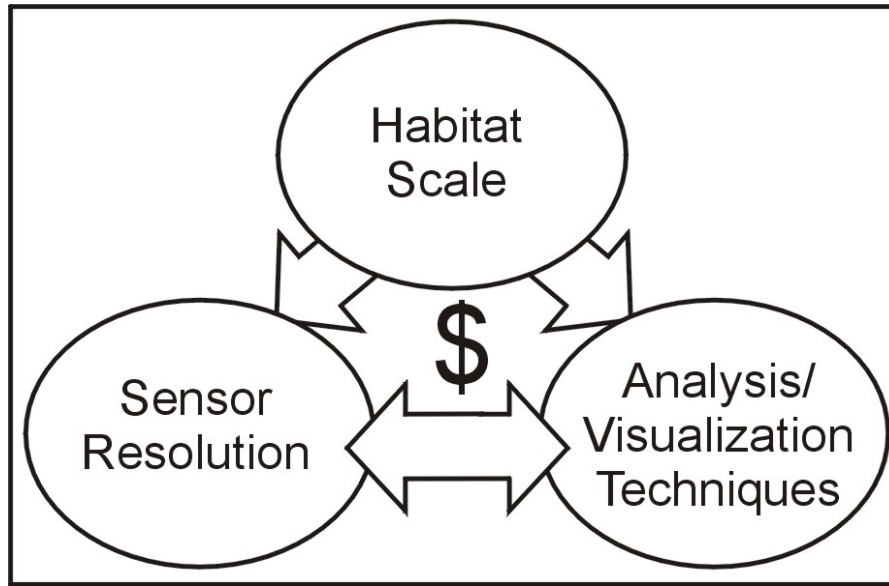 Habitat
Scale
$
Sensor
Resolution
Analysis/
Visualization
Techniques